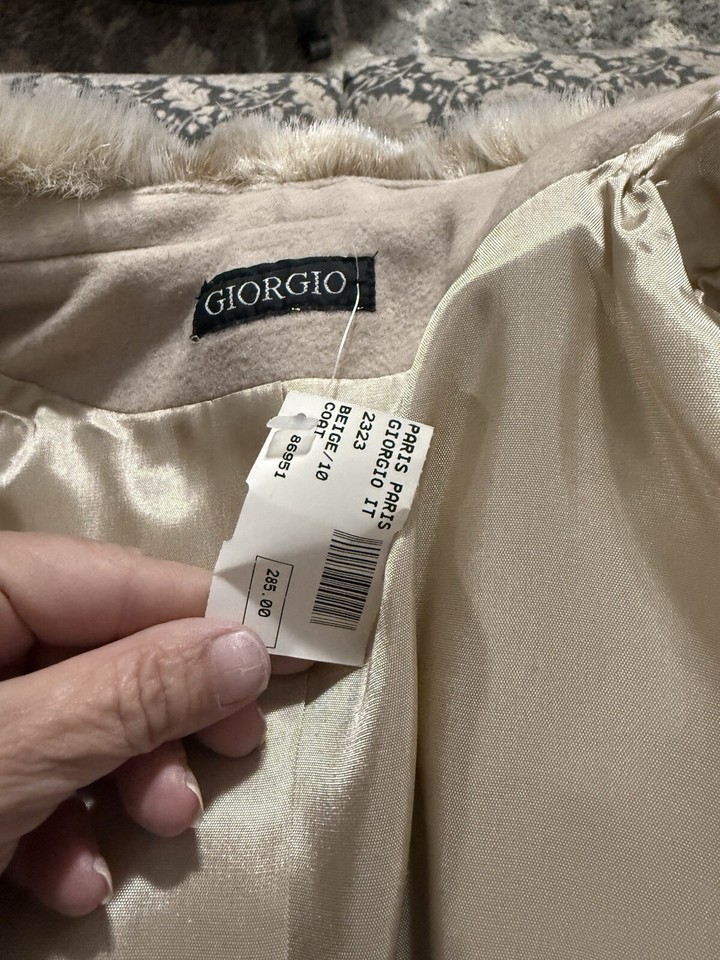 GIORGIO
PARIS PARIS
GIORGIO IT
2323
BEIGE/10
COAT
86951
285.00